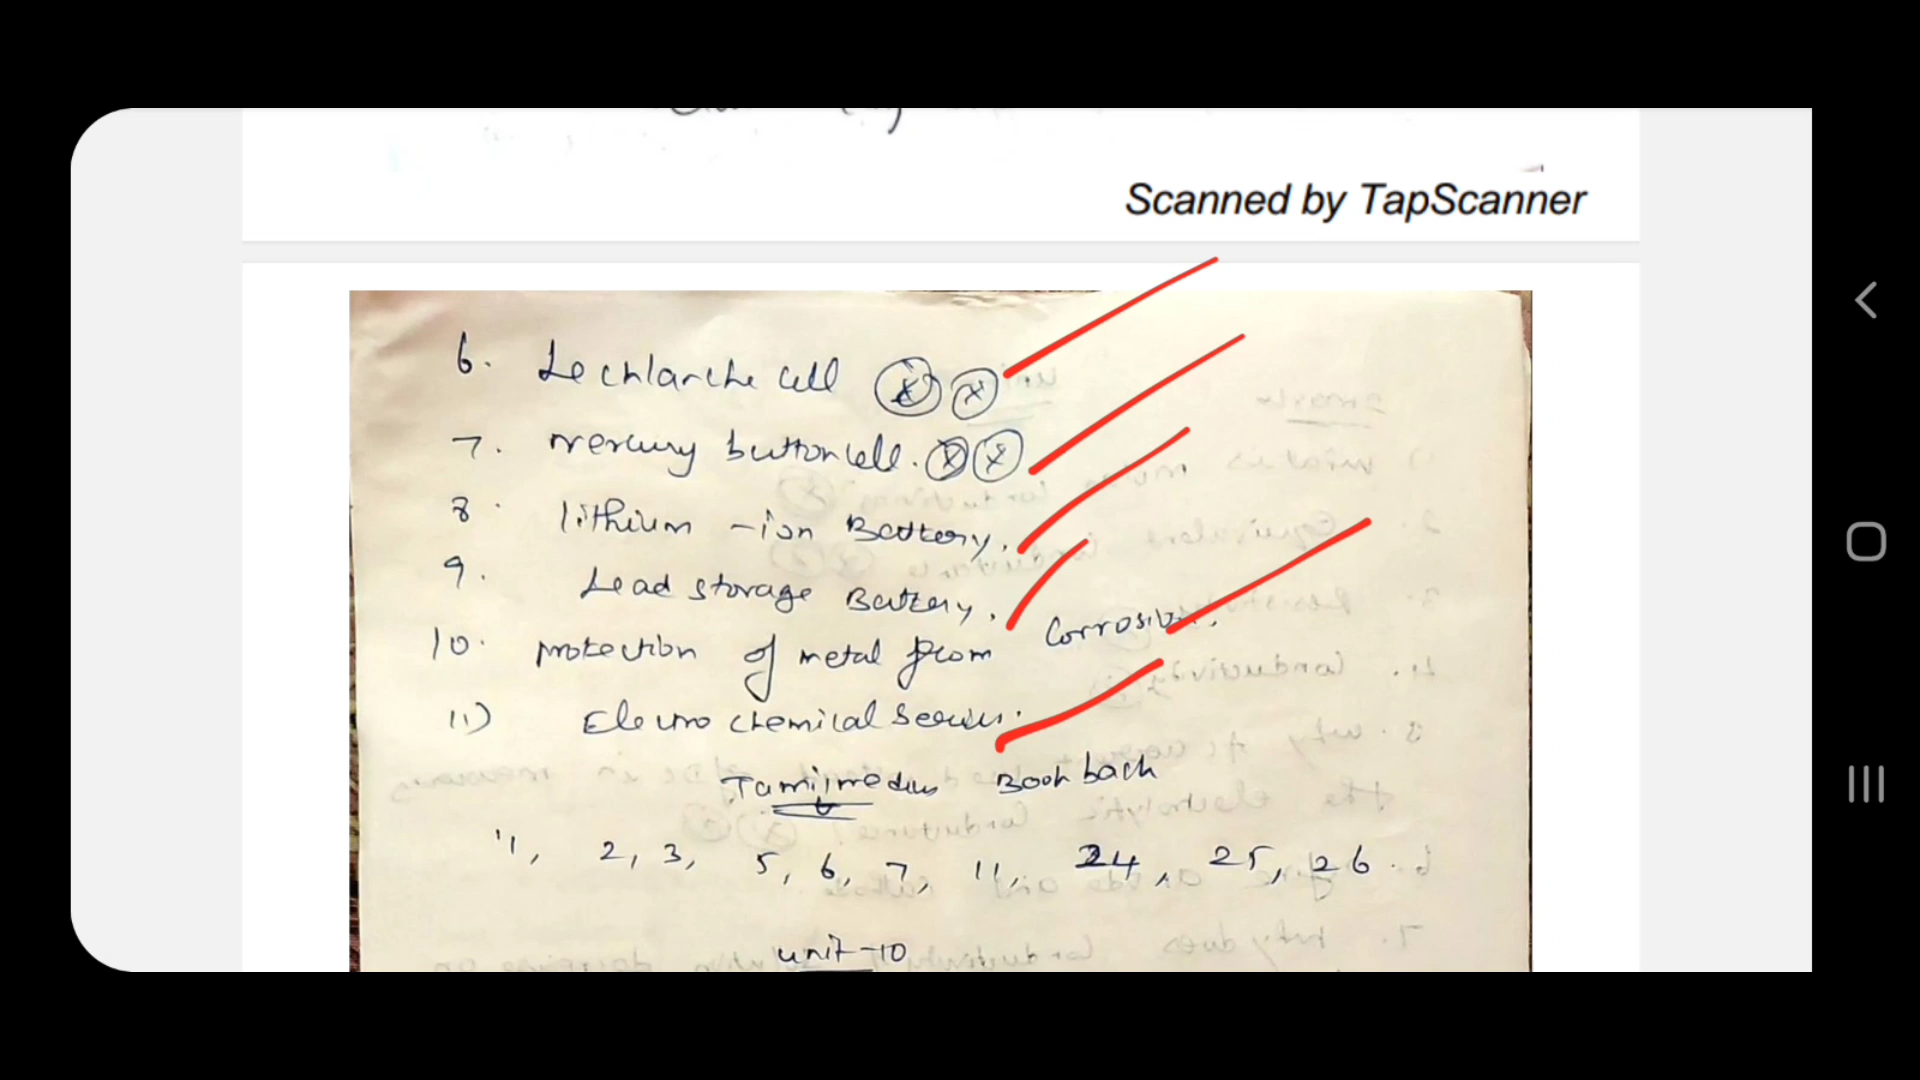 Scanned by TapScanner
6. Lechlanche cell
7. Mercury button cell.
8. lithium -ion Battery.
9. Lead storage Battery.
10. protection of metal from Corrosion.
11) Electro chemical Series.
Tamilmedium Book back
1, 2, 3, 5, 6, 7, 11, 24, 25, 26.
unit-10